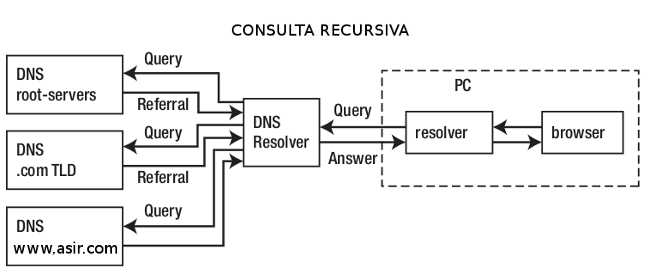 CONSULTA RECURSIVA
DNS
root-servers
Query
Referral
DNS
.com TLD
Query
Referral
DNS
www.asir.com
Query
DNS
Resolver
Query
Answer
PC
resolver
browser